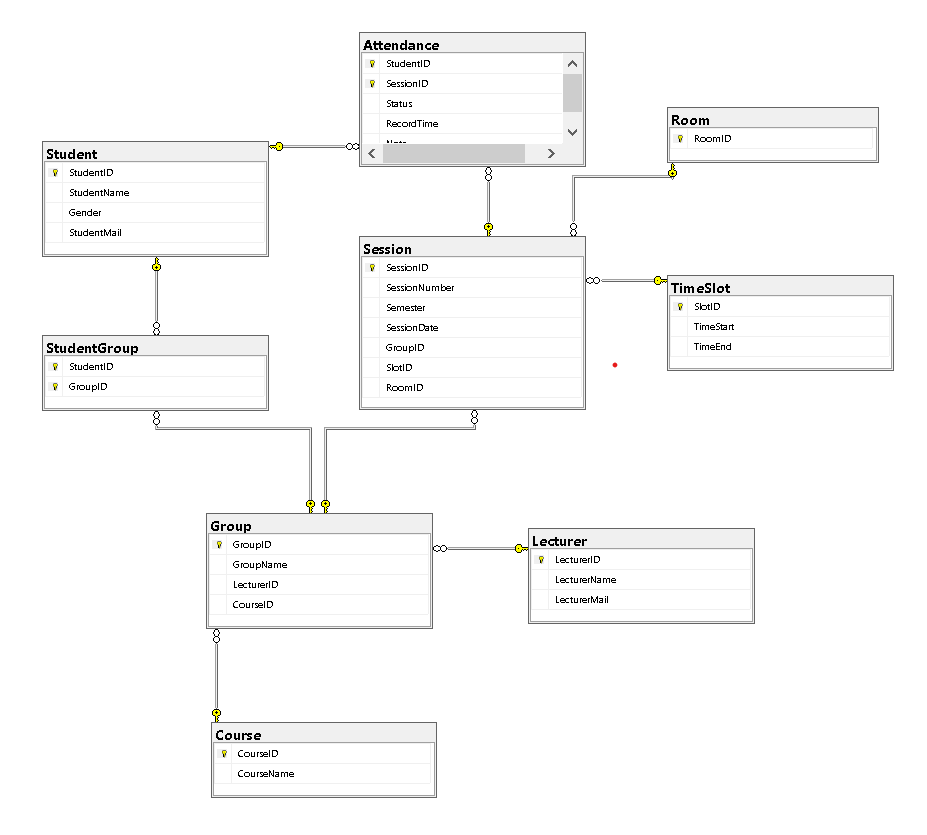 Attendance
StudentID
SessionID
Status
RecordTime
Room
RoomID
Student
StudentID
StudentName
Gender
StudentMail
Session
SessionID
SessionNumber
Semester
SessionDate
GroupID
SlotID
RoomID
TimeSlot
SlotID
TimeStart
TimeEnd
StudentGroup
StudentID
GroupID
Group
GroupID
GroupName
LecturerID
CourseID
Lecturer
LecturerID
LecturerName
LecturerMail
Course
CourseID
CourseName